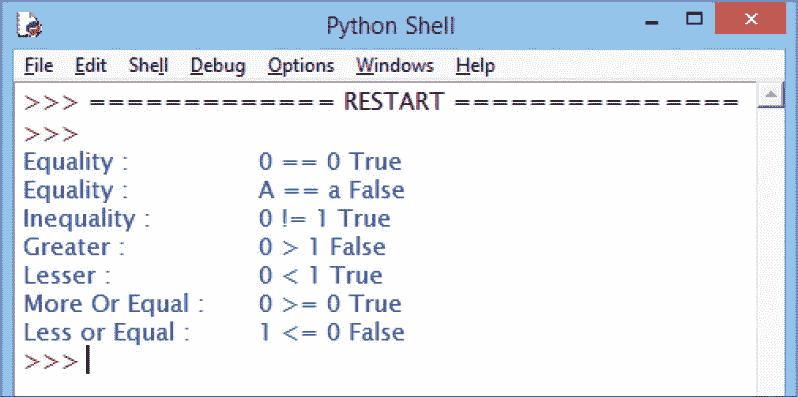 Python Shell
File Edit Shell Debug Options Windows Help
>>> ============= RESTART ===============
>>>
Equality : 0 == 0 True
Equality : A == a False
Inequality : 0 != 1 True
Greater : 0 > 1 False
Lesser : 0 < 1 True
More Or Equal : 0 >= 0 True
Less or Equal : 1 <= 0 False
>>>